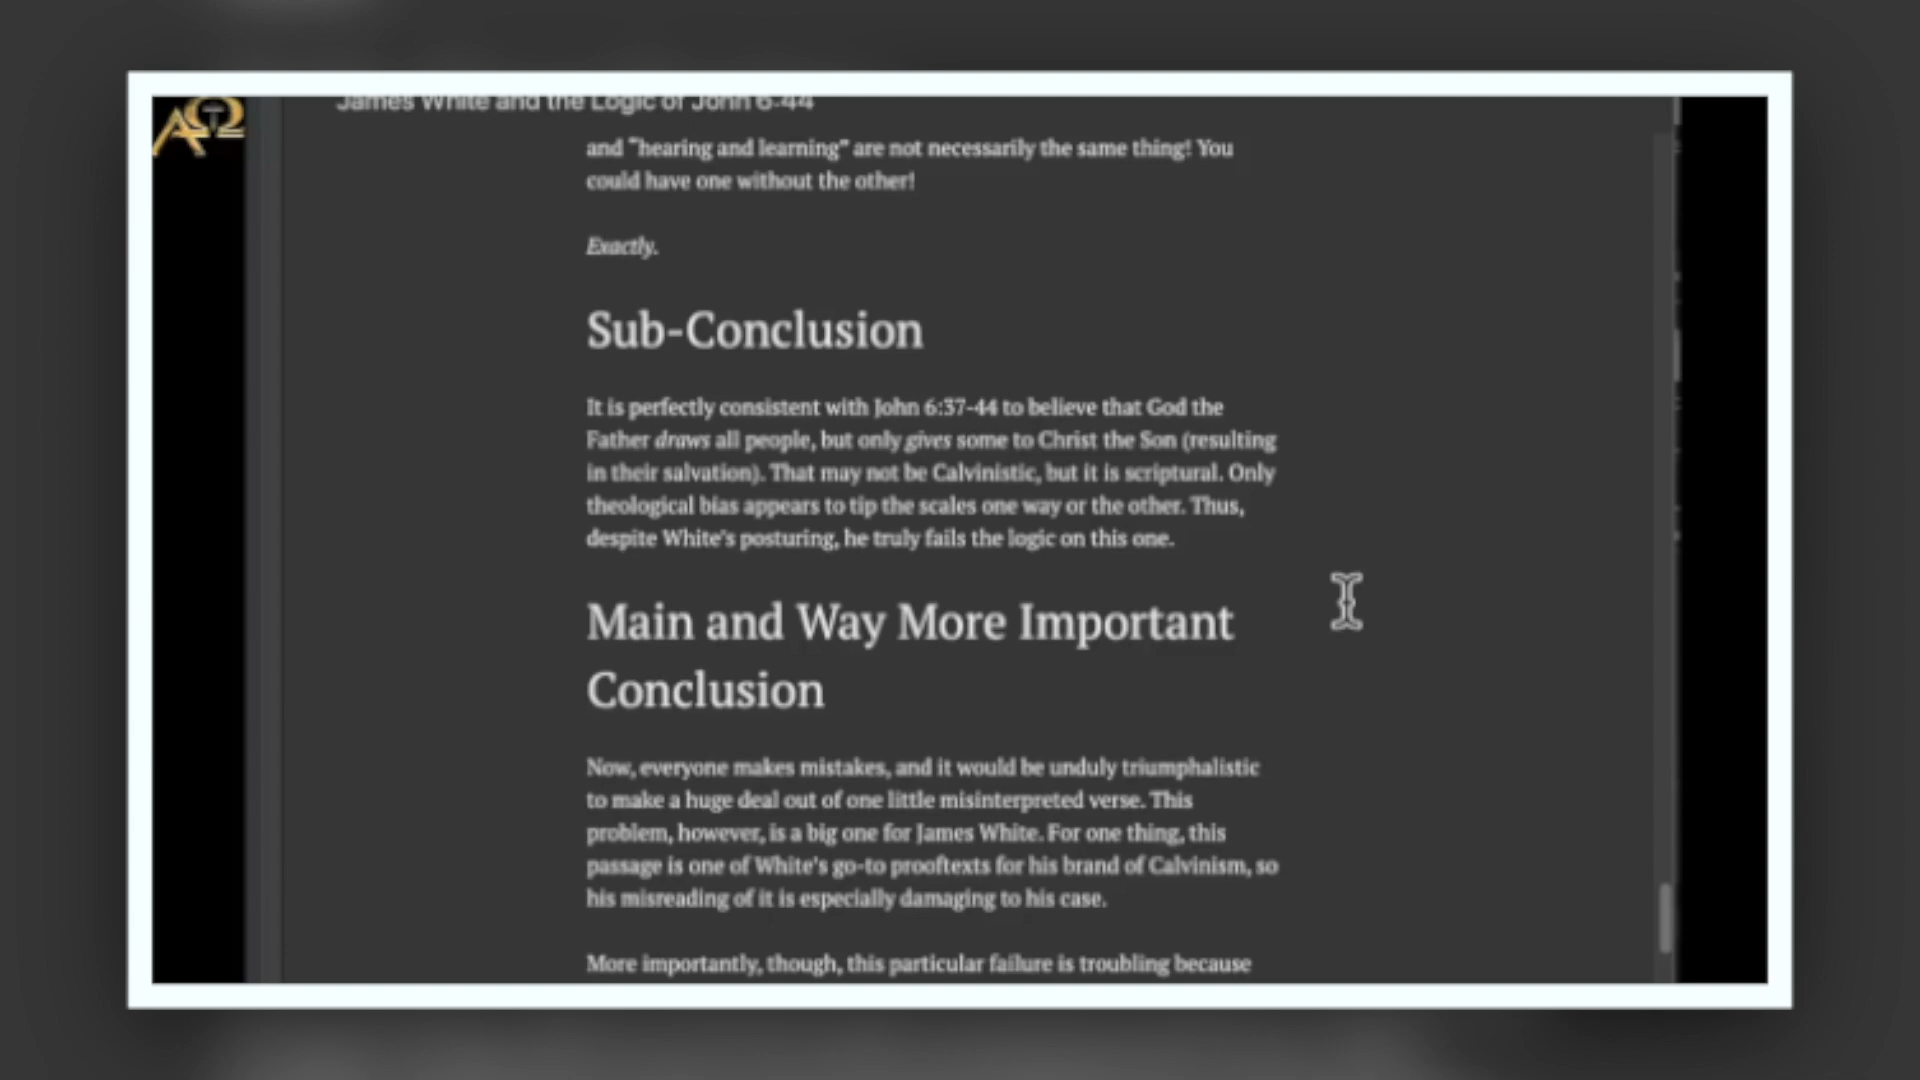 ΑΩ
James White and the Logic of John 6:44
and “hearing and learning” are not necessarily the same thing! You
could have one without the other!
Exactly.
Sub-Conclusion
It is perfectly consistent with John 6:37-44 to believe that God the
Father draws all people, but only gives some to Christ the Son (resulting
in their salvation). That may not be Calvinistic, but it is scriptural. Only
theological bias appears to tip the scales one way or the other. Thus,
despite White’s posturing, he truly fails the logic on this one.
Main and Way More Important
Conclusion
Now, everyone makes mistakes, and it would be unduly triumphalistic
to make a huge deal out of one little misinterpreted verse. This
problem, however, is a big one for James White. For one thing, this
passage is one of White’s go-to prooftexts for his brand of Calvinism, so
his misreading of it is especially damaging to his case.
More importantly, though, this particular failure is troubling because